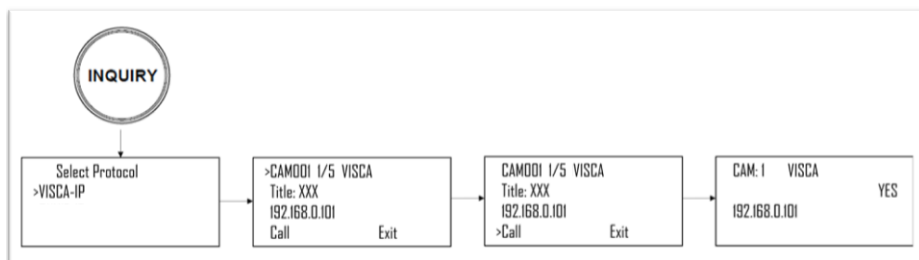 INQUIRY
Select Protocol
>VISCA-IP
>CAM001 1/5 VISCA
Title: XXX
192.168.0.101
Call Exit
CAM001 1/5 VISCA
Title: XXX
192.168.0.101
>Call Exit
CAM: 1 VISCA
YES
192.168.0.101